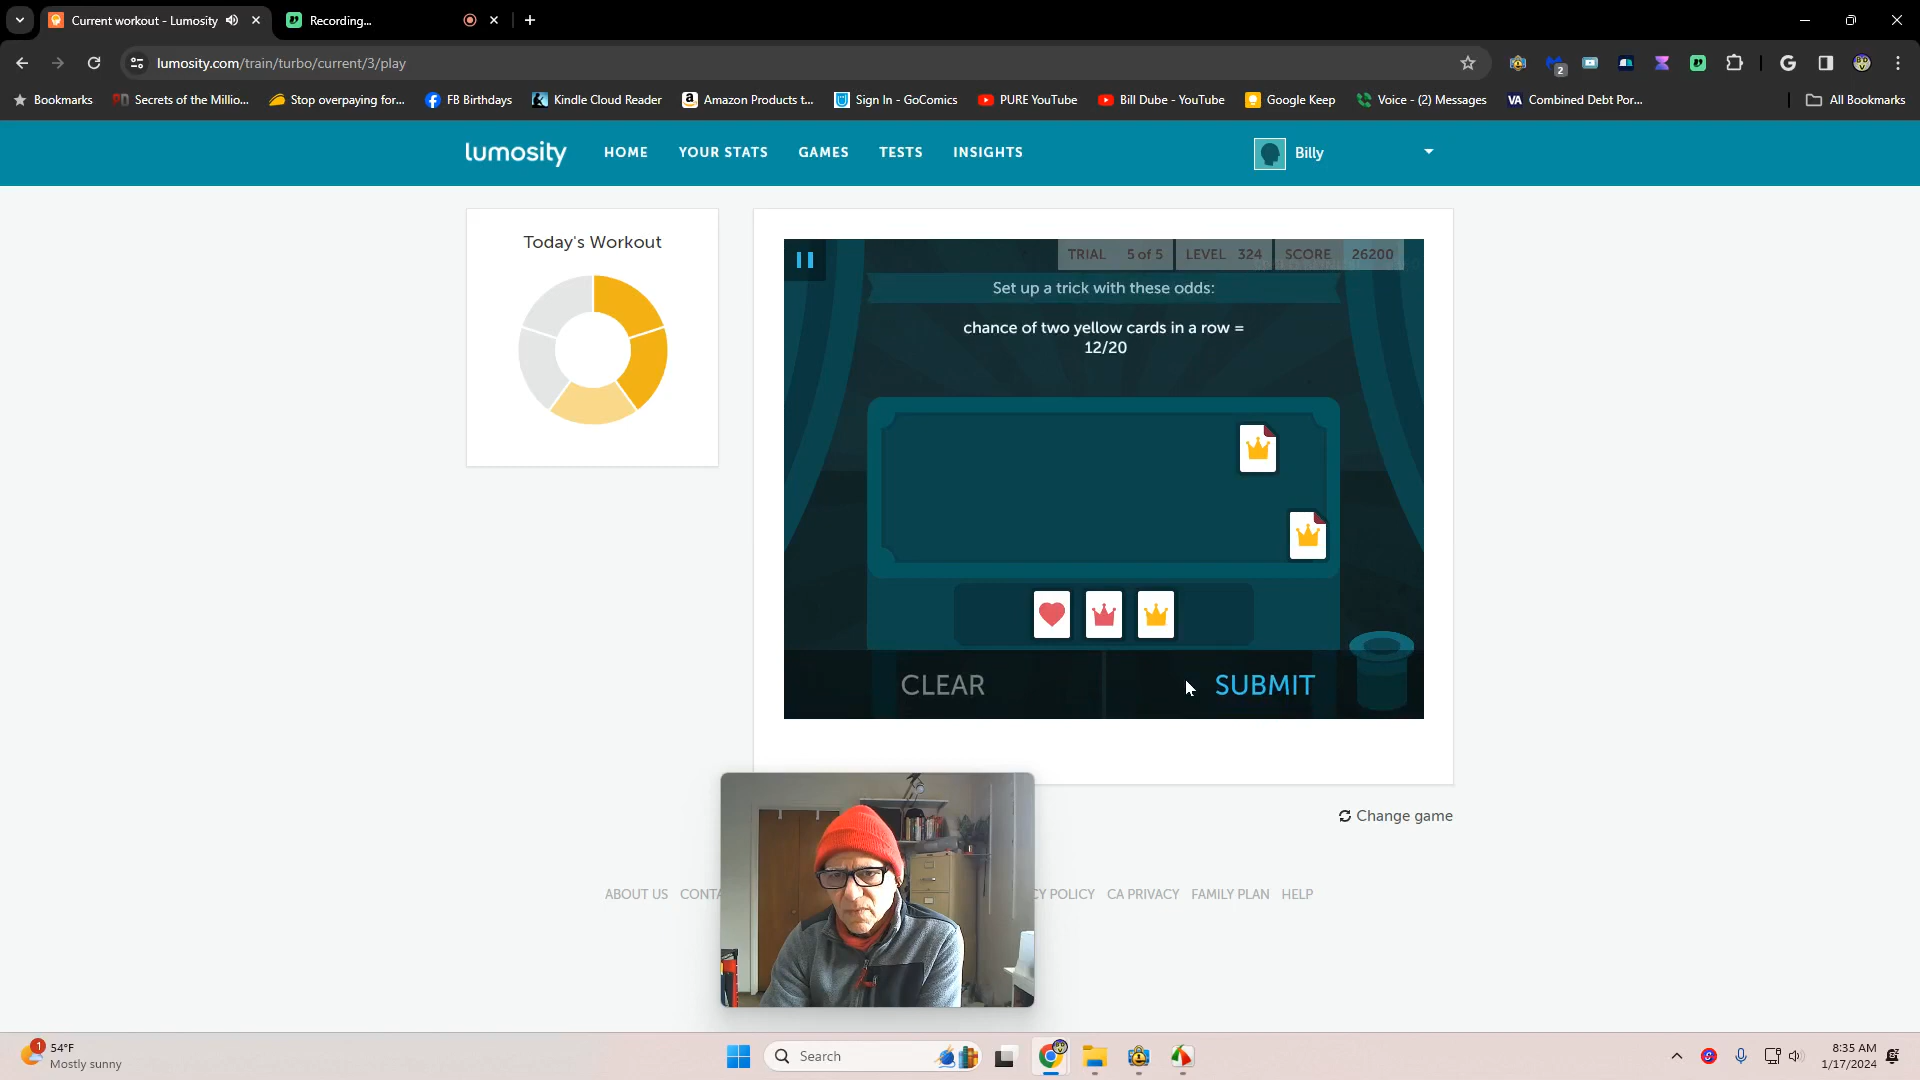 Current workout - Lumosity
Recording...
lumosity.com/train/turbo/current/3/play
2
Bookmarks
Secrets of the Millio...
Stop overpaying for...
FB Birthdays
Kindle Cloud Reader
Amazon Products t...
Sign In - GoComics
PURE YouTube
Bill Dube - YouTube
Google Keep
Voice - (2) Messages
VA Combined Debt Por...
All Bookmarks
lumosity
HOME
YOUR STATS
GAMES
TESTS
INSIGHTS
Billy
Today's Workout
TRIAL 5 of 5
LEVEL 324
SCORE 26200
Set up a trick with these odds:
chance of two yellow cards in a row =
12/20
CLEAR
SUBMIT
Change game
ABOUT US
CA PRIVACY
FAMILY PLAN
HELP
1
54°F
Mostly sunny
Search
8:35 AM
1/17/2024